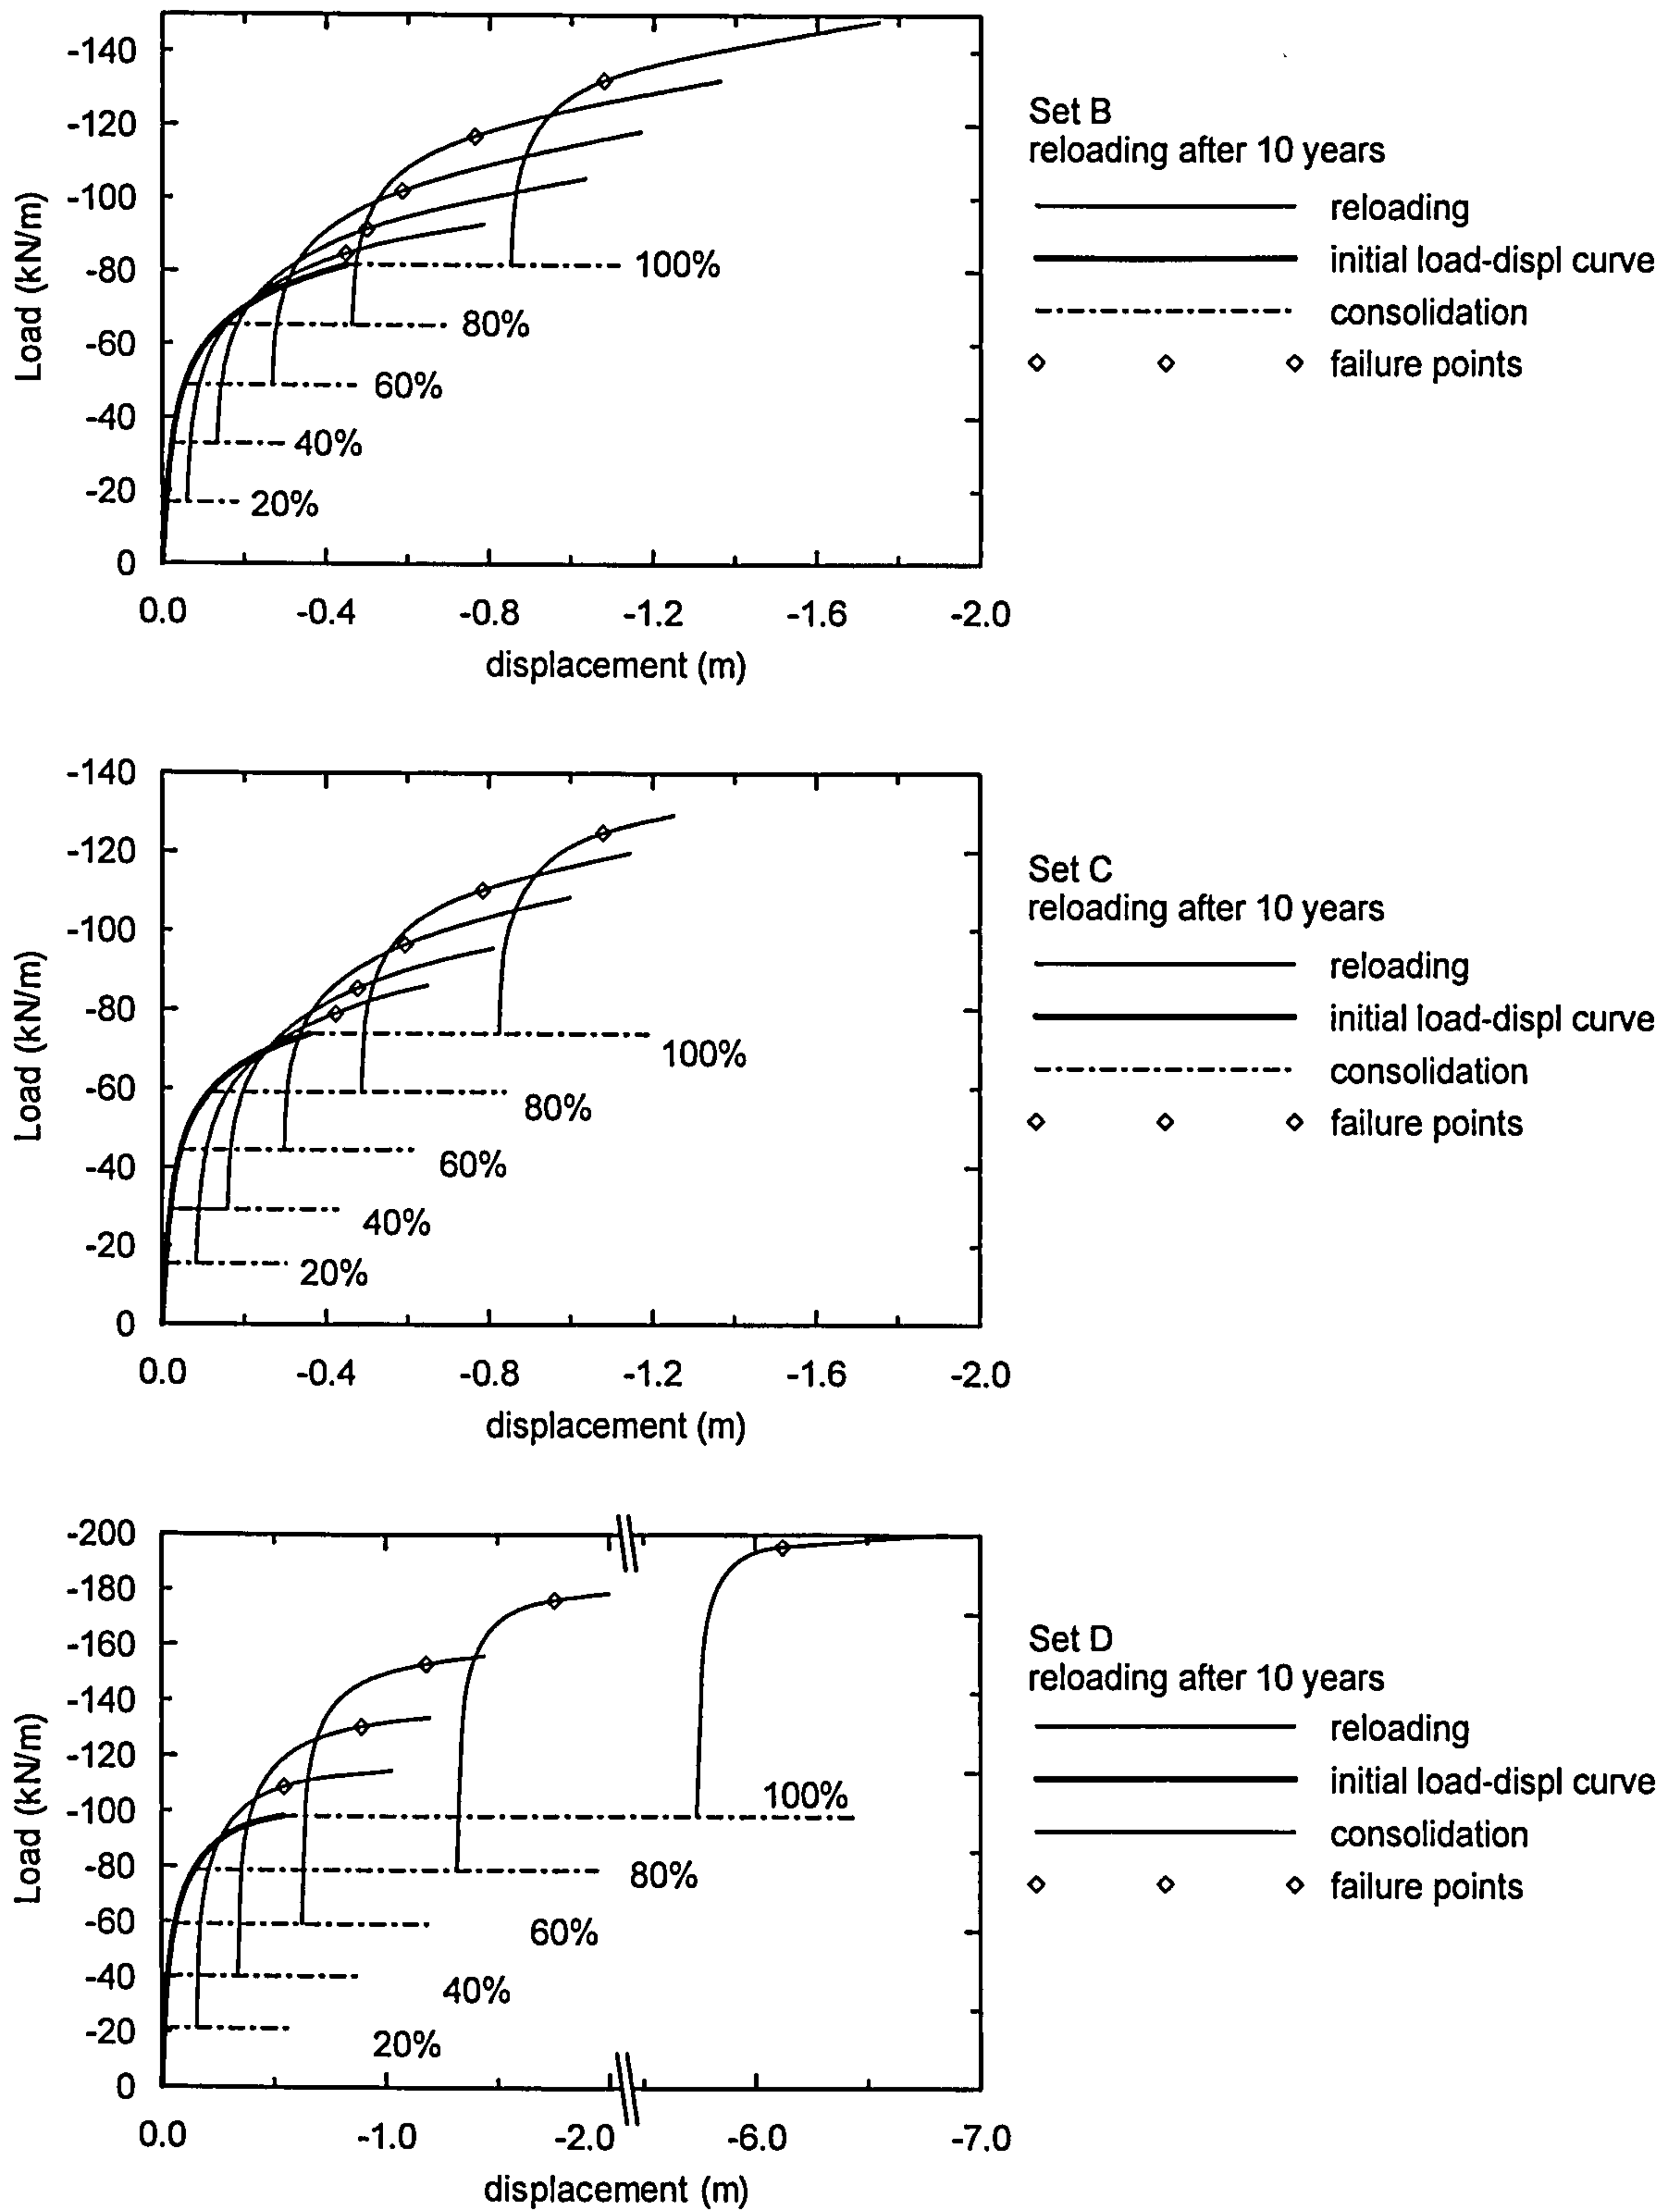 Load (kN/m)
-140
-120
-100
-80
-60
-40
-20
0
100%
80%
60%
40%
20%
0.0 -0.4 -0.8 -1.2 -1.6 -2.0
displacement (m)
Set B
reloading after 10 years
reloading
initial load-displ curve
consolidation
failure points
Load (kN/m)
-140
-120
-100
-80
-60
-40
-20
0
100%
80%
60%
40%
20%
0.0 -0.4 -0.8 -1.2 -1.6 -2.0
displacement (m)
Set C
reloading after 10 years
reloading
initial load-displ curve
consolidation
failure points
Load (kN/m)
-200
-180
-160
-140
-120
-100
-80
-60
-40
-20
0
100%
80%
60%
40%
20%
0.0 -1.0 -2.0 -6.0 -7.0
displacement (m)
Set D
reloading after 10 years
reloading
initial load-displ curve
consolidation
failure points